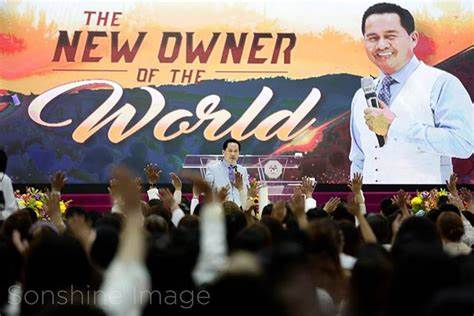 THE
NEW OWNER
OF THE
World
Sonshine Image